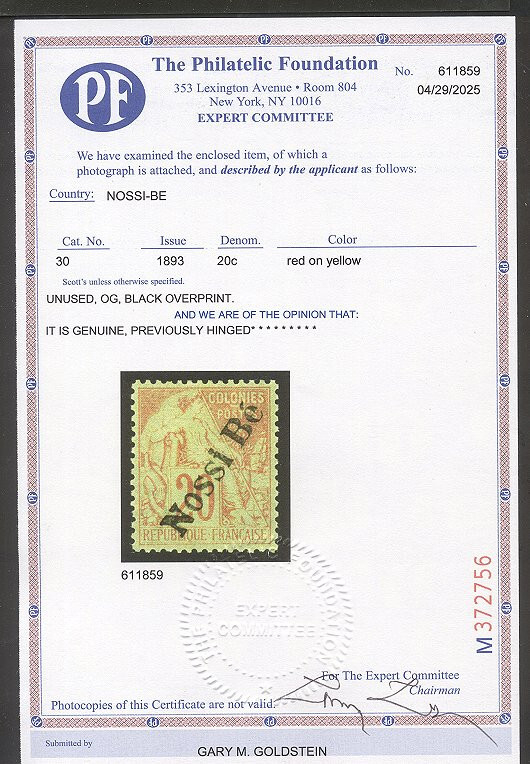 PF
The Philatelic Foundation
353 Lexington Avenue • Room 804
New York, NY 10016
EXPERT COMMITTEE
No. 611859
04/29/2025
We have examined the enclosed item, of which a
photograph is attached, and described by the applicant as follows:
Country: NOSSI-BE
Cat. No. Issue Denom. Color
30 1893 20c red on yellow
Scott's unless otherwise specified.
UNUSED, OG, BLACK OVERPRINT.
AND WE ARE OF THE OPINION THAT:
IT IS GENUINE, PREVIOUSLY HINGED* * * * * * * * *
COLONIES
POSTES
Nossi Bé
20
REPUBLIQUE FRANÇAISE
611859
EXPERT
COMMITTEE
M 372756
For The Expert Committee
Chairman
Photocopies of this Certificate are not valid.
Submitted by
GARY M. GOLDSTEIN